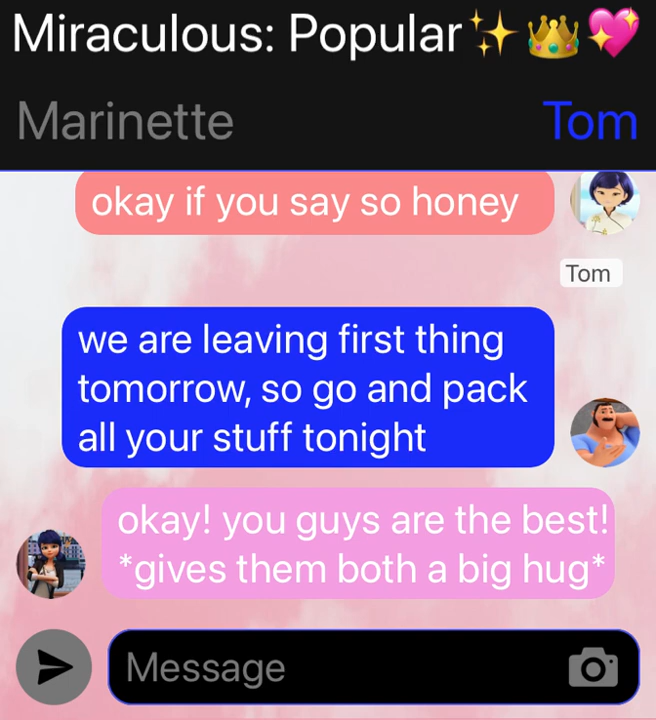 Miraculous: Popular✨👑💖
Marinette Tom
okay if you say so honey
Tom
we are leaving first thing
tomorrow, so go and pack
all your stuff tonight
okay! you guys are the best!
*gives them both a big hug*
Message